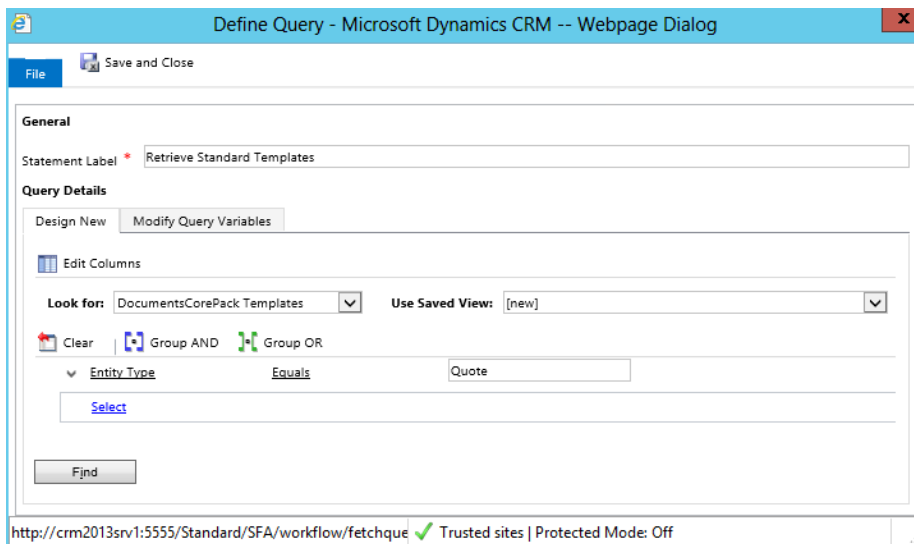 Define Query - Microsoft Dynamics CRM -- Webpage Dialog
x
File
Save and Close
General
Statement Label * Retrieve Standard Templates
Query Details
Design New Modify Query Variables
Edit Columns
Look for: DocumentsCorePack Templates Use Saved View: [new]
Clear Group AND Group OR
Entity Type Equals Quote
Select
Find
http://crm2013srv1:5555/Standard/SFA/workflow/fetchque Trusted sites | Protected Mode: Off